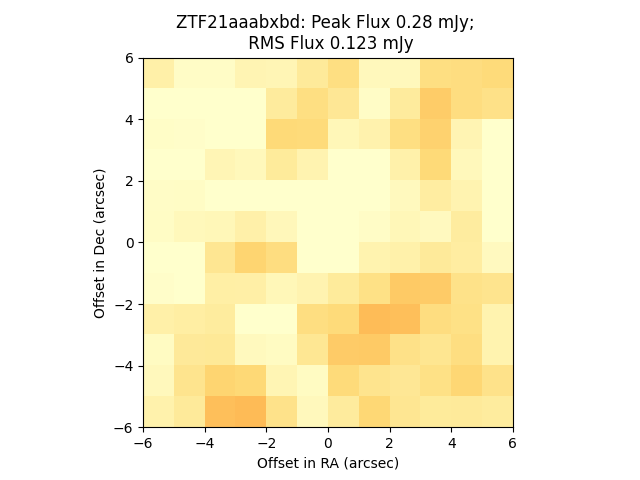 ZTF21aaabxbd: Peak Flux 0.28 mJy;
RMS Flux 0.123 mJy
6
4
2
0
−2
−4
−6
Offset in Dec (arcsec)
−6 −4 −2 0 2 4 6
Offset in RA (arcsec)